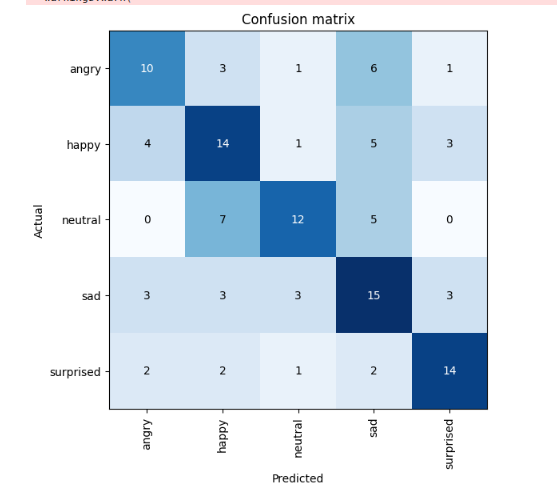 Confusion matrix
angry 10 3 1 6 1
happy 4 14 1 5 3
neutral 0 7 12 5 0
sad 3 3 3 15 3
surprised 2 2 1 2 14
Actual
angry happy neutral sad surprised
Predicted